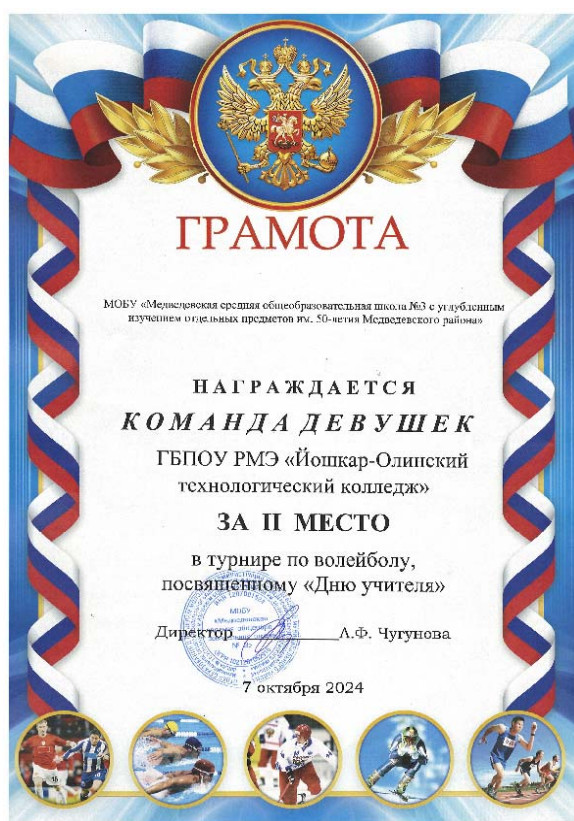 ГРАМОТА
МОБУ «Медведевская средняя общеобразовательная школа №3 с углубленным
изучением отдельных предметов им. 50-летия Медведевского района»
НАГРАЖДАЕТСЯ
КОМАНДА ДЕВУШЕК
ГБПОУ РМЭ «Йошкар-Олинский
технологический колледж»
ЗА II МЕСТО
в турнире по волейболу,
посвященному «Дню учителя»
МОБУ
«Медведевская
Директор А.Ф. Чугунова
7 октября 2024